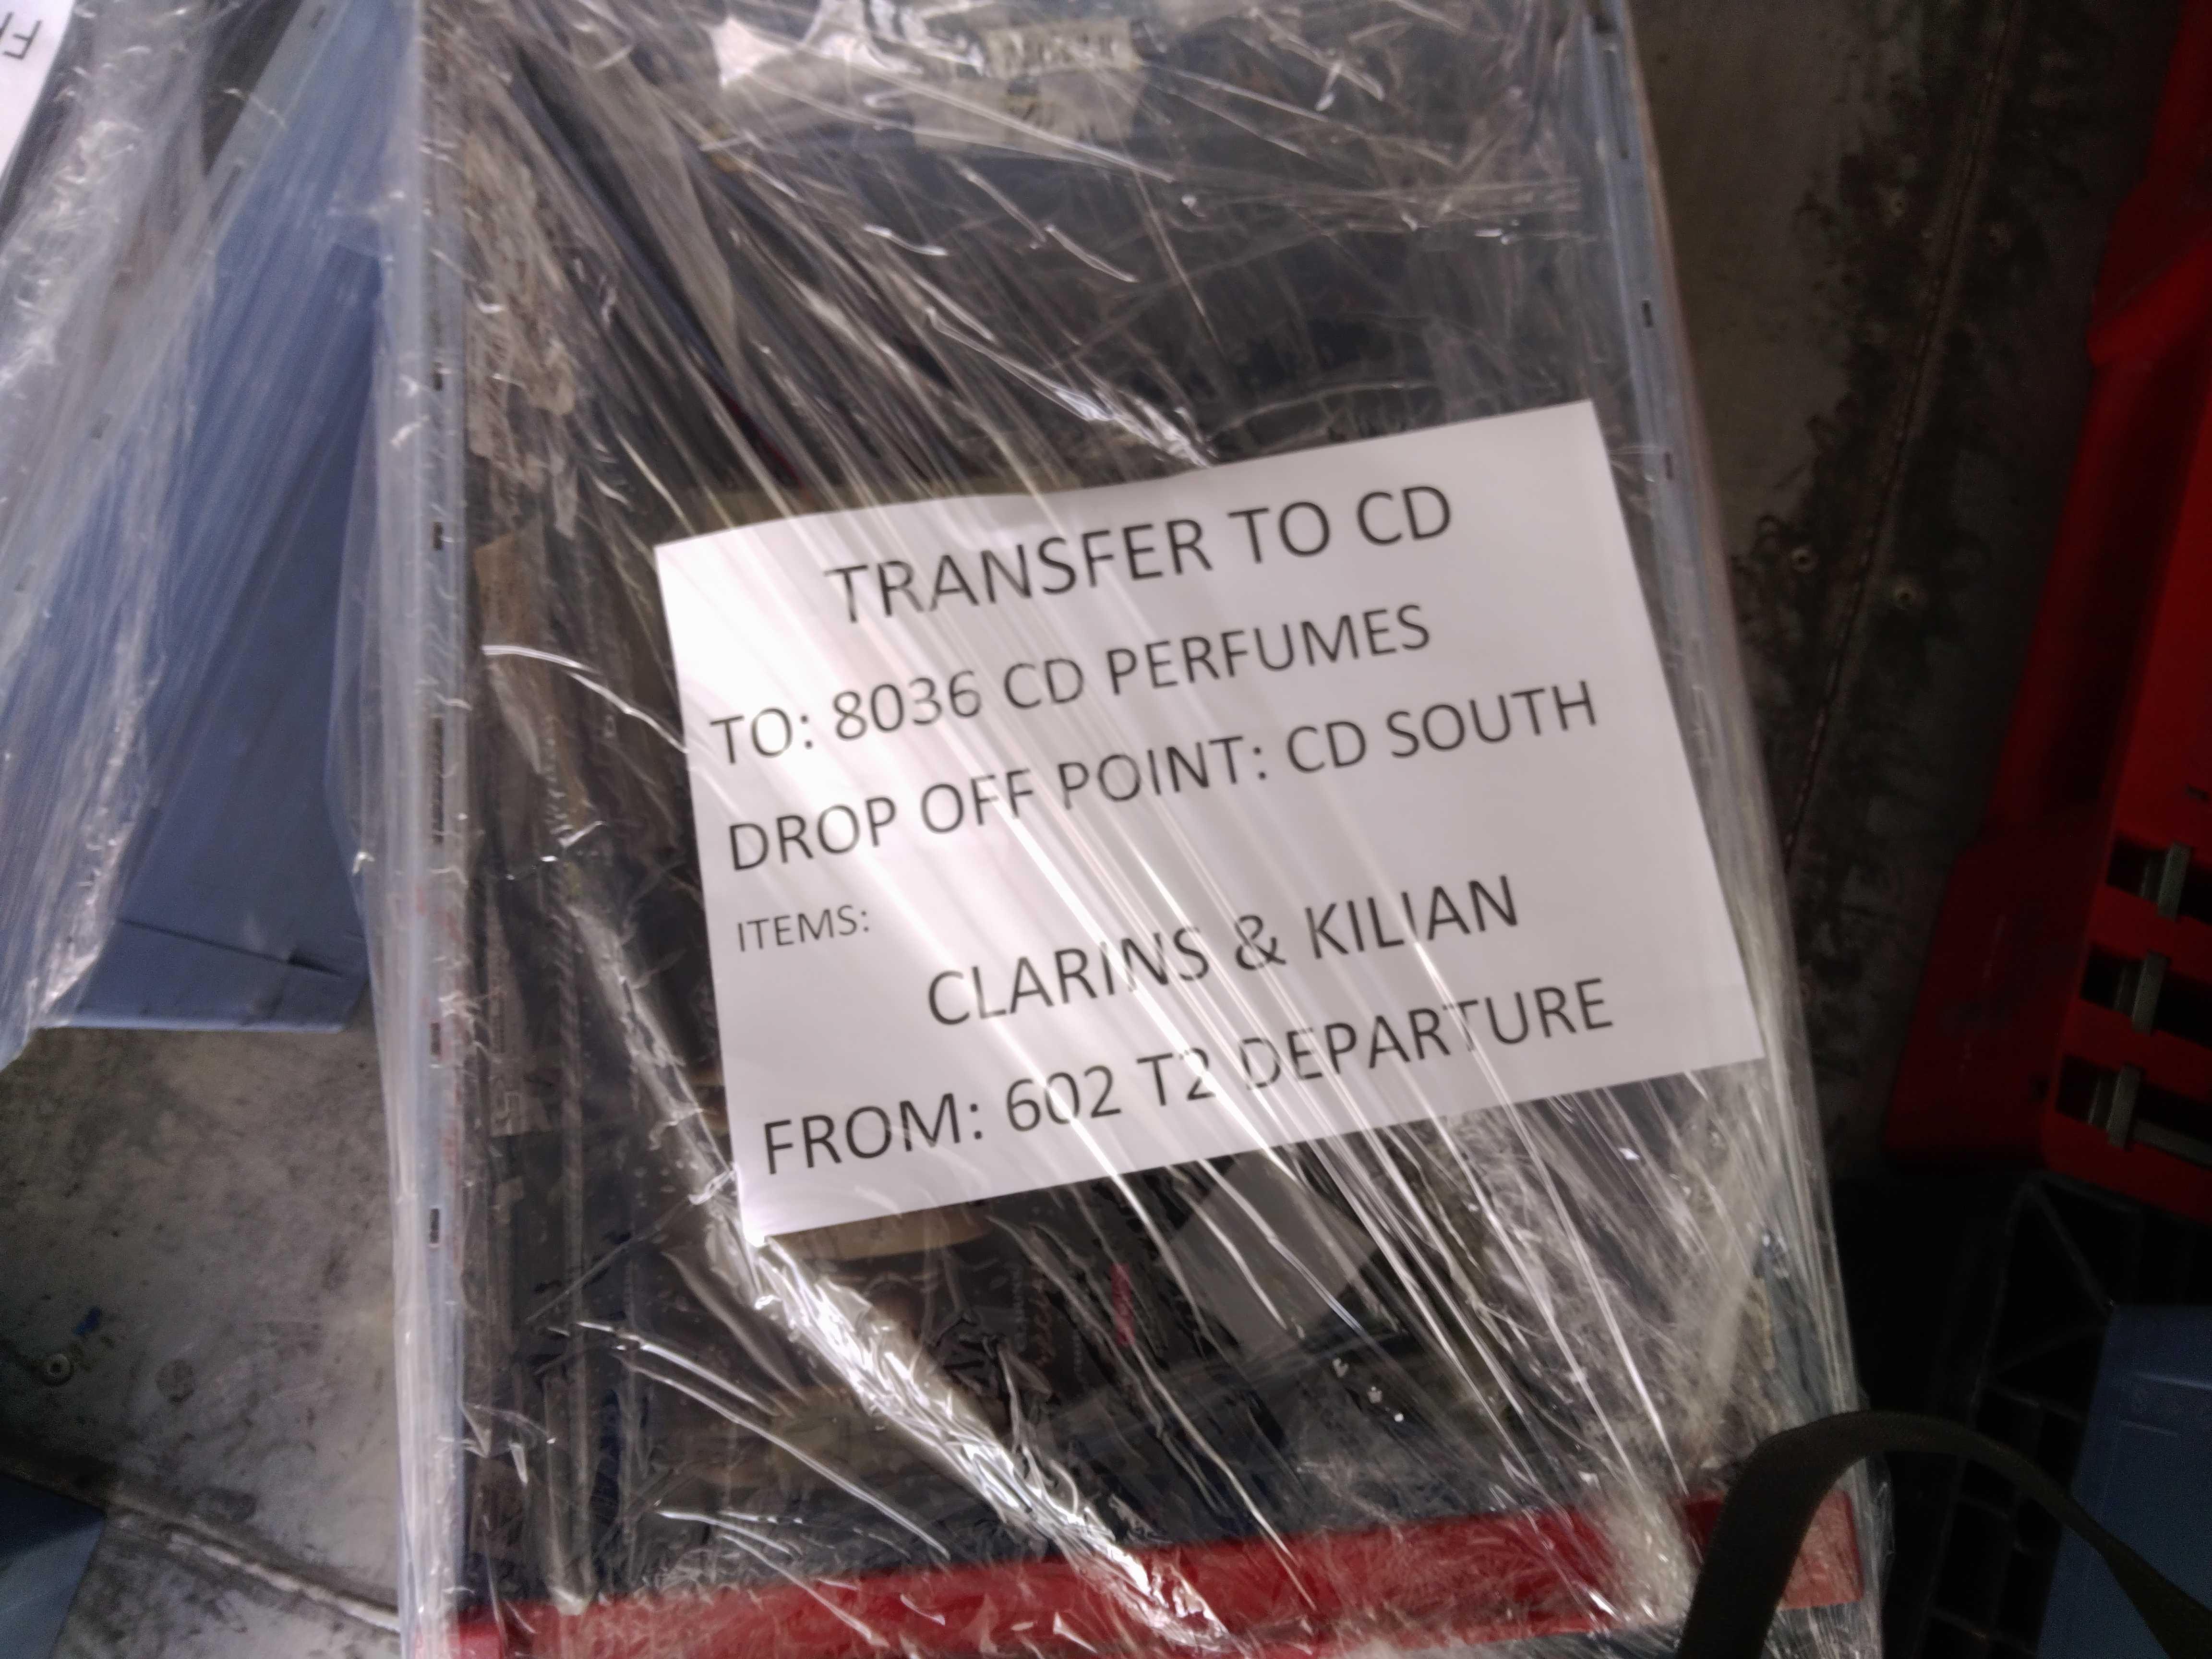 TRANSFER TO CD
TO: 8036 CD PERFUMES
DROP OFF POINT: CD SOUTH
ITEMS:
CLARINS & KILIAN
FROM: 602 T2 DEPARTURE